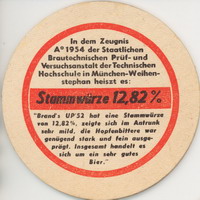 In dem Zeugnis
A° 1954 der Staatlichen
Brautechnischen Prüf- und
Versuchsanstalt der Technischen
Hochschule in München-Weihen-
stephan heiszt es:
Stammwürze 12,82 %
"Brand's UP '52 hat eine Stammwürze
von 12,82%, zeigte sich im Antrunk
sehr mild, die Hopfenbittere war
genügend stark und fein ausge-
prägt. Insgesamt handelt es
sich um ein sehr gutes
Bier."